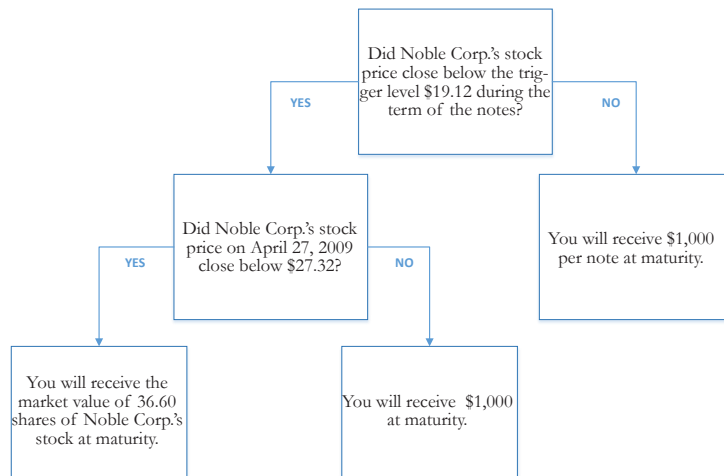 Did Noble Corp.'s stock
price close below the trig-
ger level $19.12 during the
term of the notes?
YES
NO
Did Noble Corp.'s stock
price on April 27, 2009
close below $27.32?
You will receive $1,000
per note at maturity.
YES
NO
You will receive the
market value of 36.60
shares of Noble Corp.'s
stock at maturity.
You will receive $1,000
at maturity.